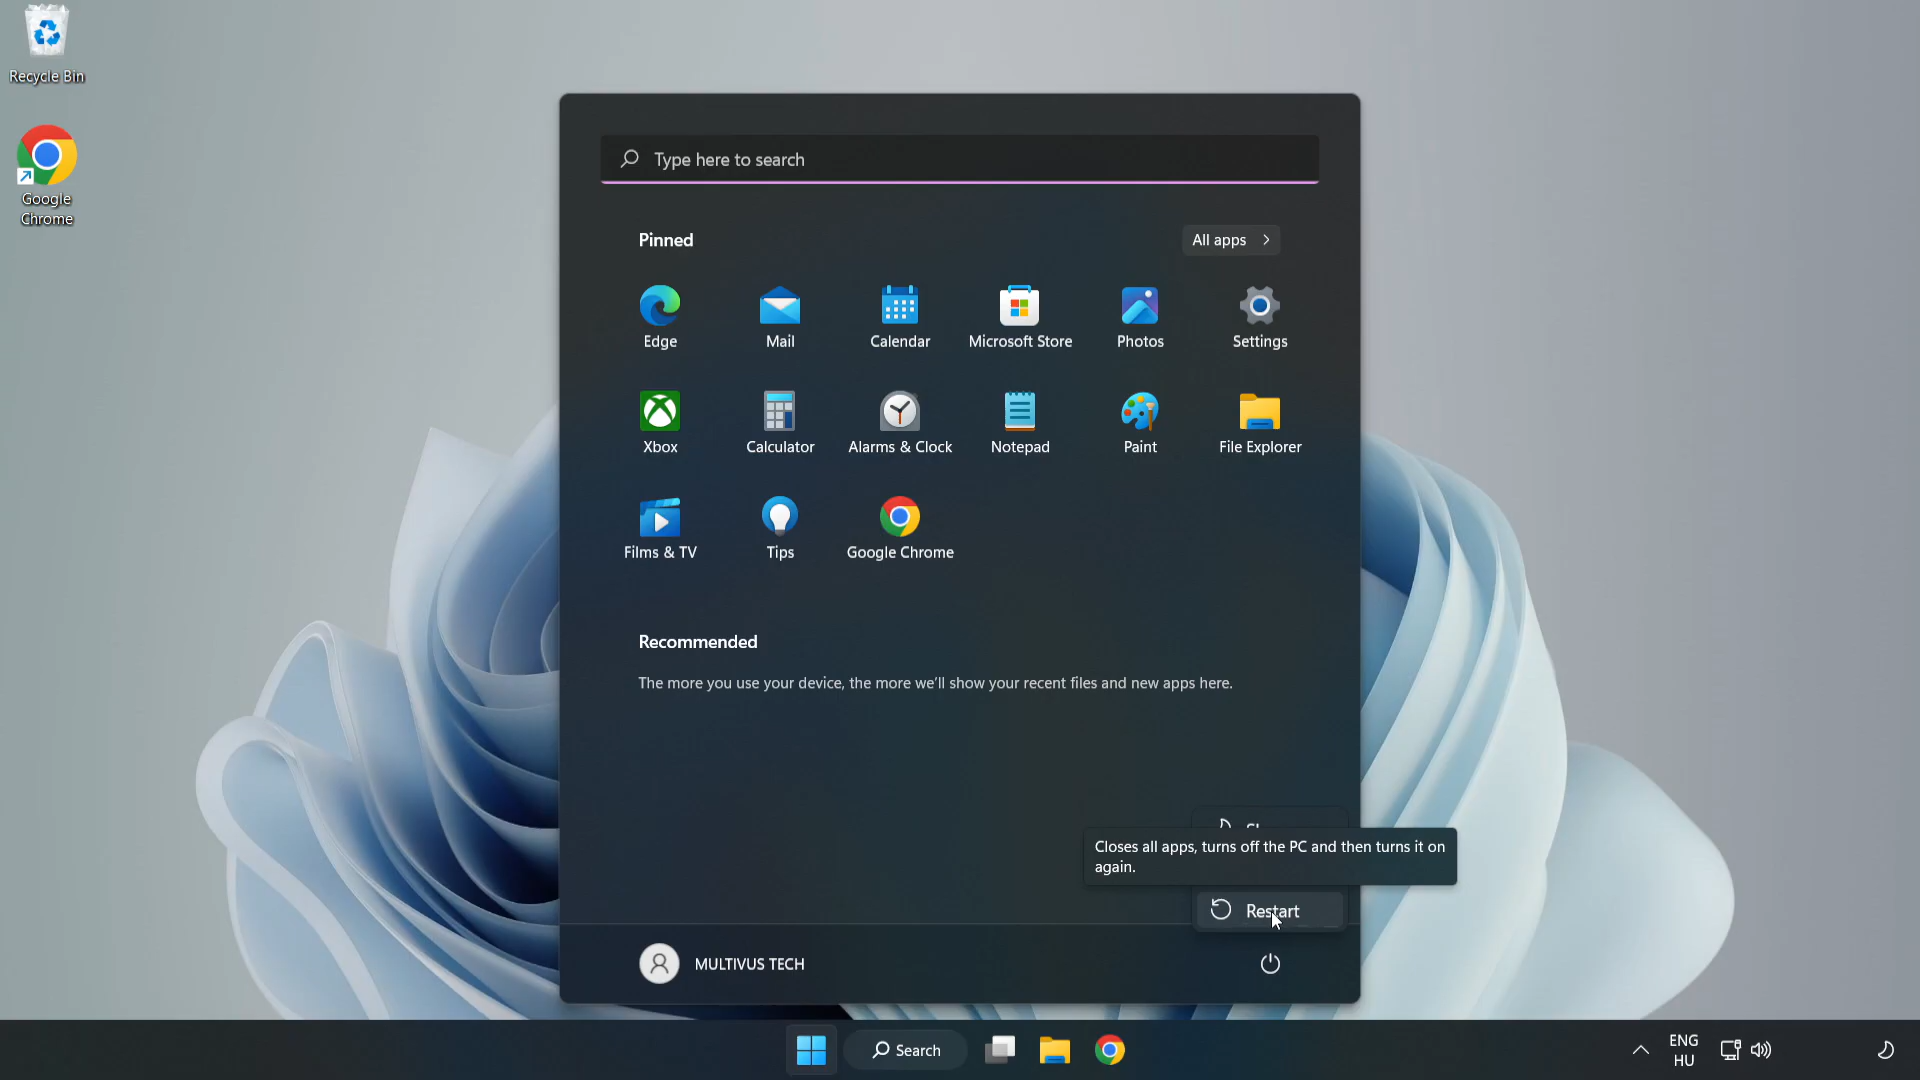 Recycle Bin
Google
Chrome
Type here to search
Pinned
All apps
Edge
Mail
Calendar
Microsoft Store
Photos
Settings
Xbox
Calculator
Alarms & Clock
Notepad
Paint
File Explorer
Films & TV
Tips
Google Chrome
Recommended
The more you use your device, the more we'll show your recent files and new apps here.
Closes all apps, turns off the PC and then turns it on
again.
Restart
MULTIVUS TECH
Search
ENG
HU